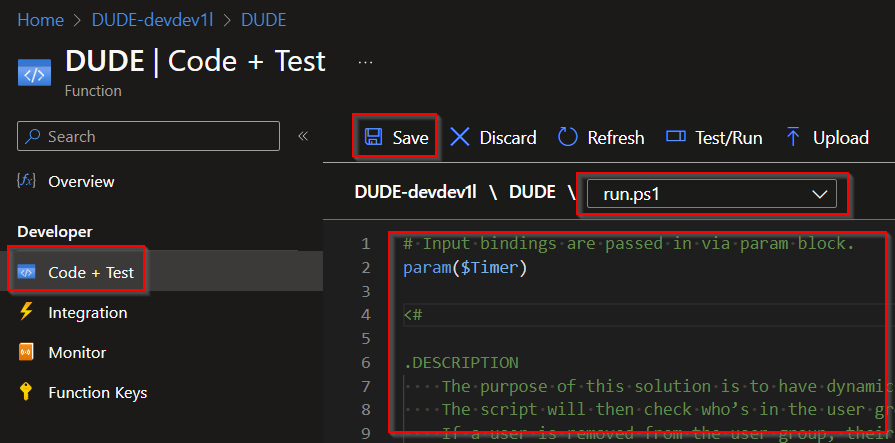 Home > DUDE-devdev1l > DUDE
DUDE | Code + Test ...
Function
Search «
Overview
Developer
Code + Test
Integration
Monitor
Function Keys
Save Discard Refresh Test/Run Upload
DUDE-devdev1l \ DUDE \ run.ps1
1 # Input bindings are passed in via param block.
2 param($Timer)
3
4 <#
5
6 .DESCRIPTION
7 The purpose of this solution is to have dynamic
8 The script will then check who’s in the user gr
9 If a user is removed from the user group, their